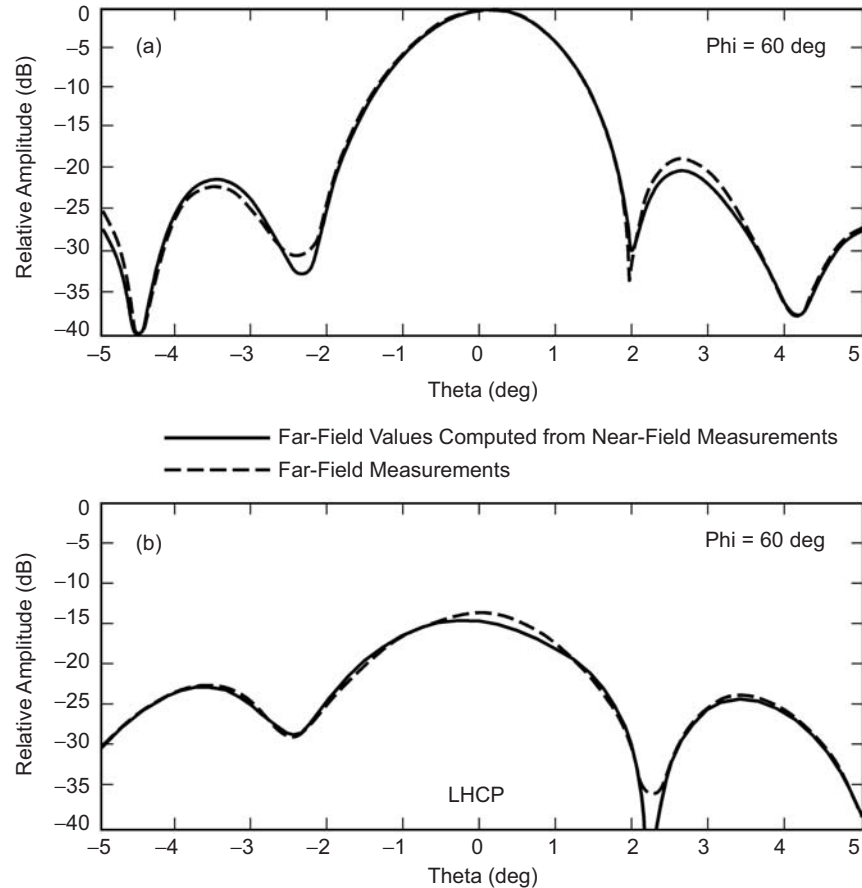 0
–5
–10
–15
–20
–25
–30
–35
–40
Relative Amplitude (dB)
(a)
Phi = 60 deg
–5 –4 –3 –2 –1 0 1 2 3 4 5
Theta (deg)
Far-Field Values Computed from Near-Field Measurements
Far-Field Measurements
0
–5
–10
–15
–20
–25
–30
–35
–40
Relative Amplitude (dB)
(b)
Phi = 60 deg
LHCP
–5 –4 –3 –2 –1 0 1 2 3 4 5
Theta (deg)